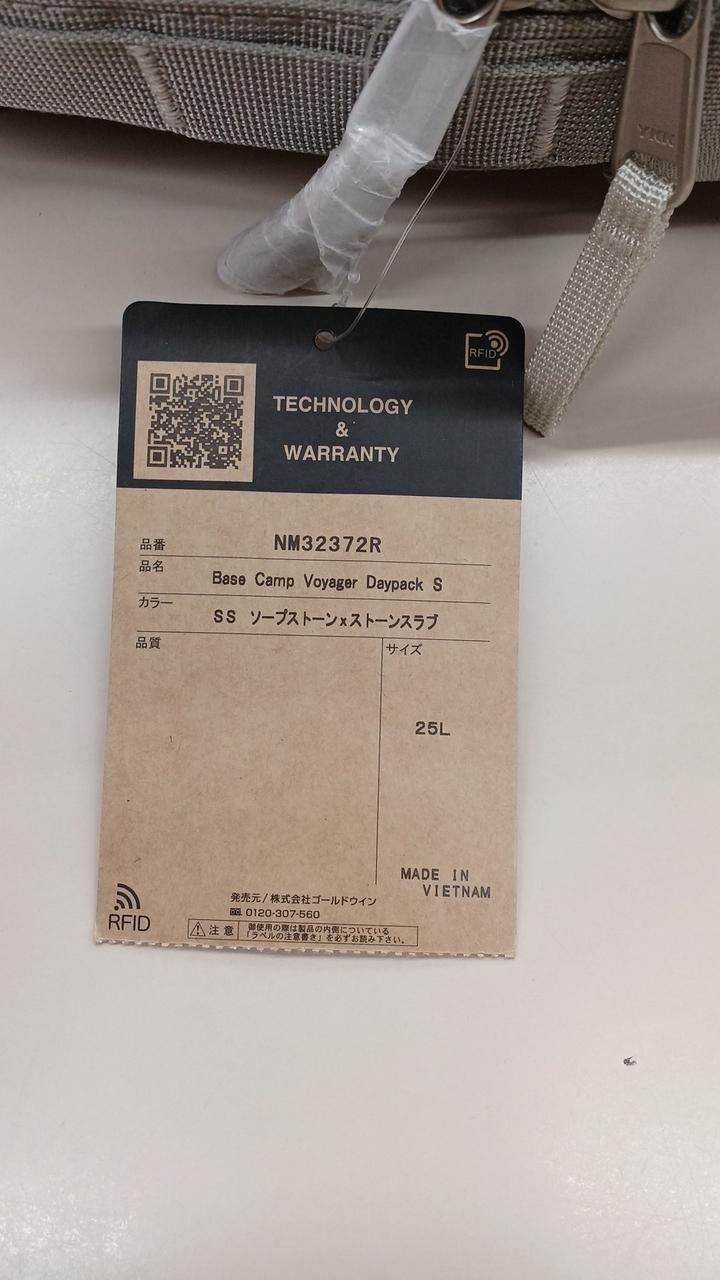 YKK
RFID
TECHNOLOGY
&
WARRANTY
品番 NM32372R
品名 Base Camp Voyager Daypack S
カラー SS ソープストーンxストーンスラブ
品質
サイズ
25L
MADE IN
VIETNAM
RFID
発売元/株式会社ゴールドウイン
0120-307-560
注意
御使用の際は製品の内側についている
「ラベルの注意書き」を必ずお読み下さい。